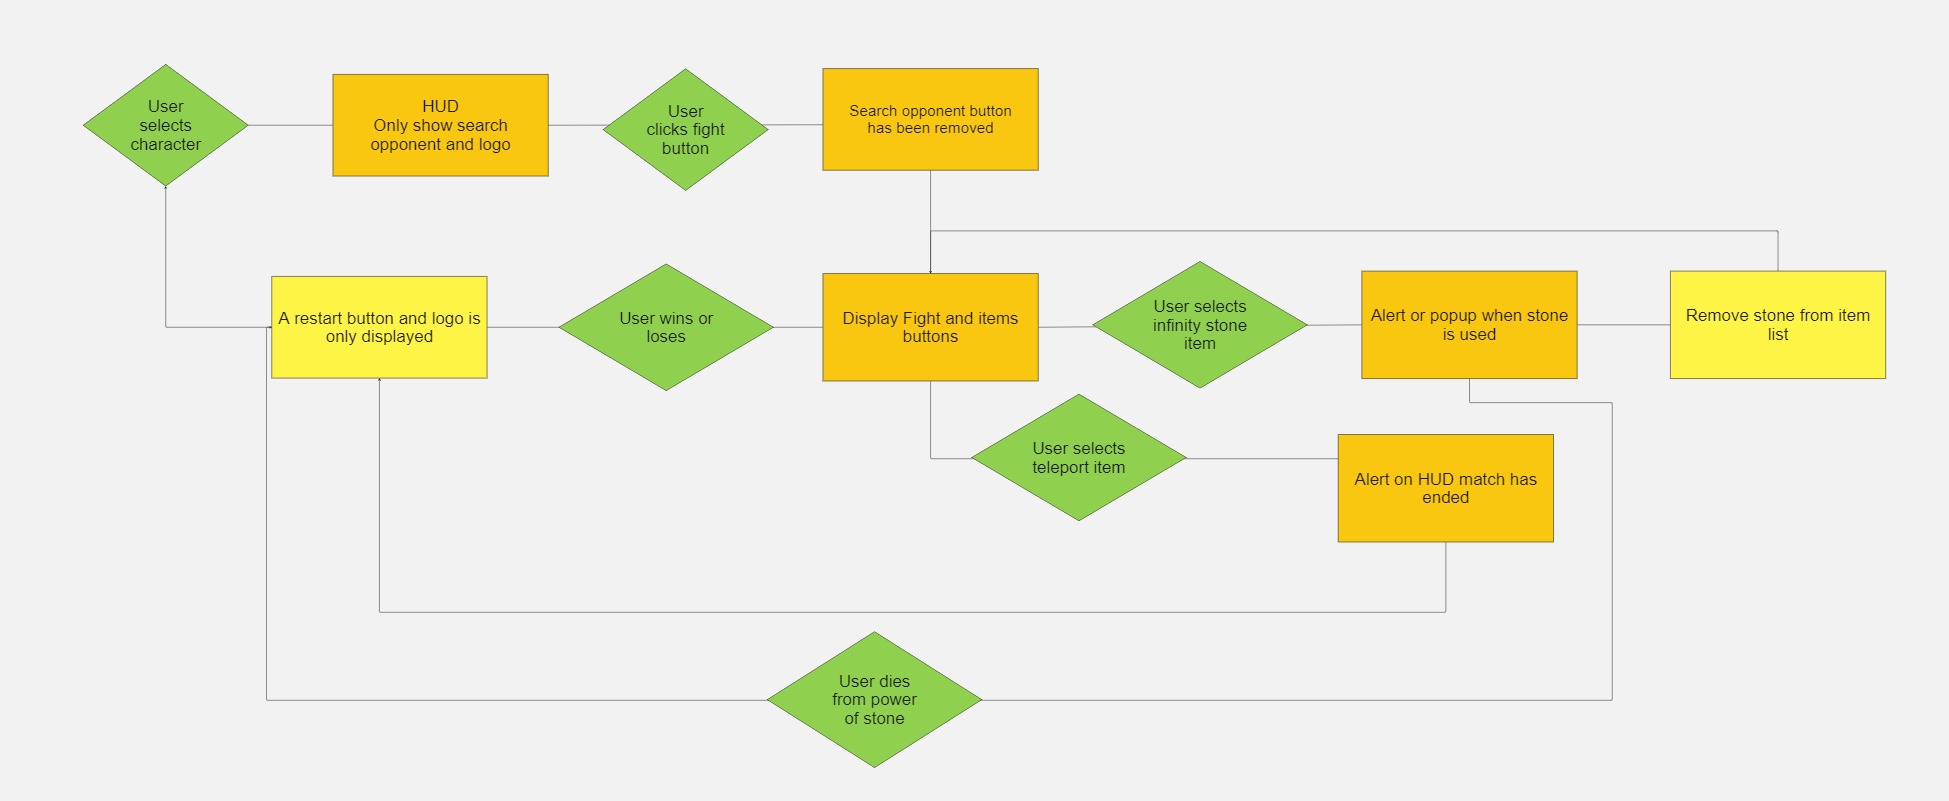 User
selects
character
HUD
Only show search
opponent and logo
User
clicks fight
button
Search opponent button
has been removed
A restart button and logo is
only displayed
User wins or
loses
Display Fight and items
buttons
User selects
infinity stone
item
Alert or popup when stone
is used
Remove stone from item
list
User selects
teleport item
Alert on HUD match has
ended
User dies
from power
of stone